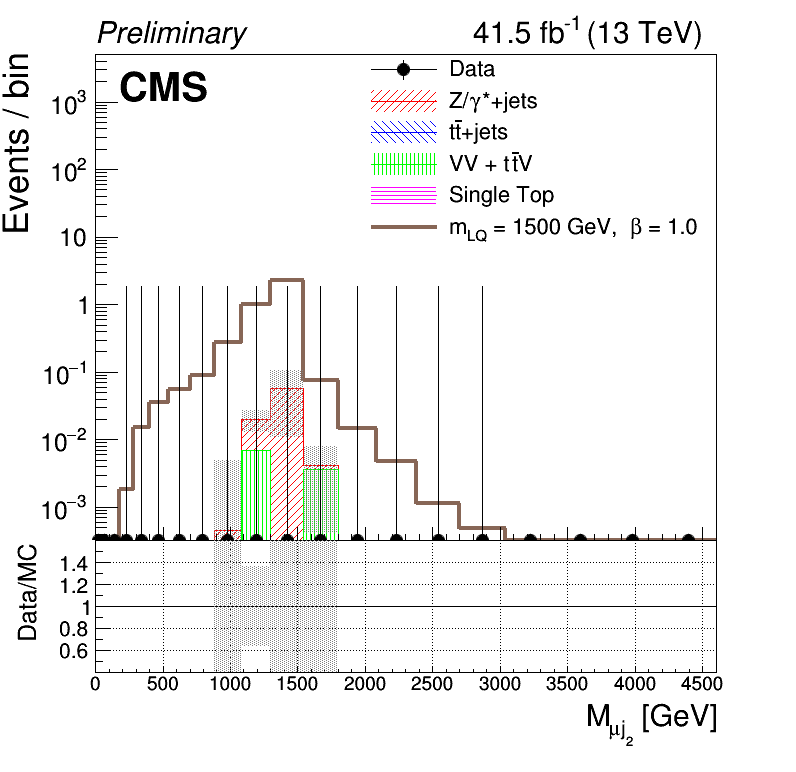 Preliminary 41.5 fb⁻¹ (13 TeV)
CMS
Events / bin
10³
10²
10
1
10⁻¹
10⁻²
10⁻³
Data
Z/γ*+jets
tt̄+jets
VV + tt̄V
Single Top
m_LQ = 1500 GeV, β = 1.0
Data/MC
1.4
1.2
1
0.8
0.6
0 500 1000 1500 2000 2500 3000 3500 4000 4500
M_μj₂ [GeV]